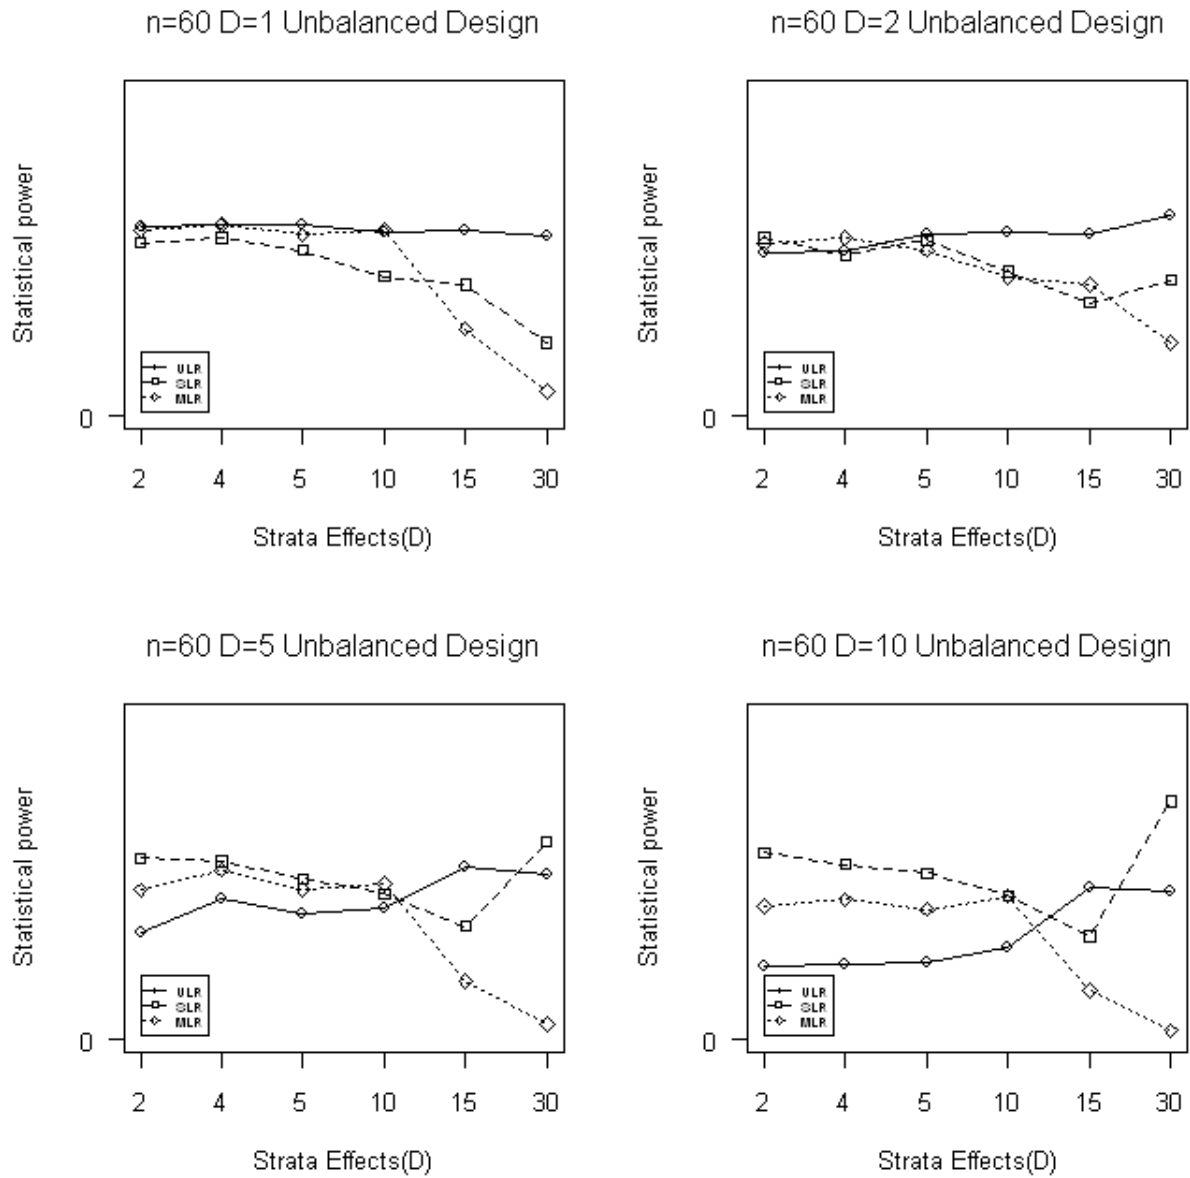 n=60 D=1 Unbalanced Design
Statistical power
0
ULR
SLR
MLR
2 4 5 10 15 30
Strata Effects(D)
n=60 D=2 Unbalanced Design
Statistical power
0
ULR
SLR
MLR
2 4 5 10 15 30
Strata Effects(D)
n=60 D=5 Unbalanced Design
Statistical power
0
ULR
SLR
MLR
2 4 5 10 15 30
Strata Effects(D)
n=60 D=10 Unbalanced Design
Statistical power
0
ULR
SLR
MLR
2 4 5 10 15 30
Strata Effects(D)